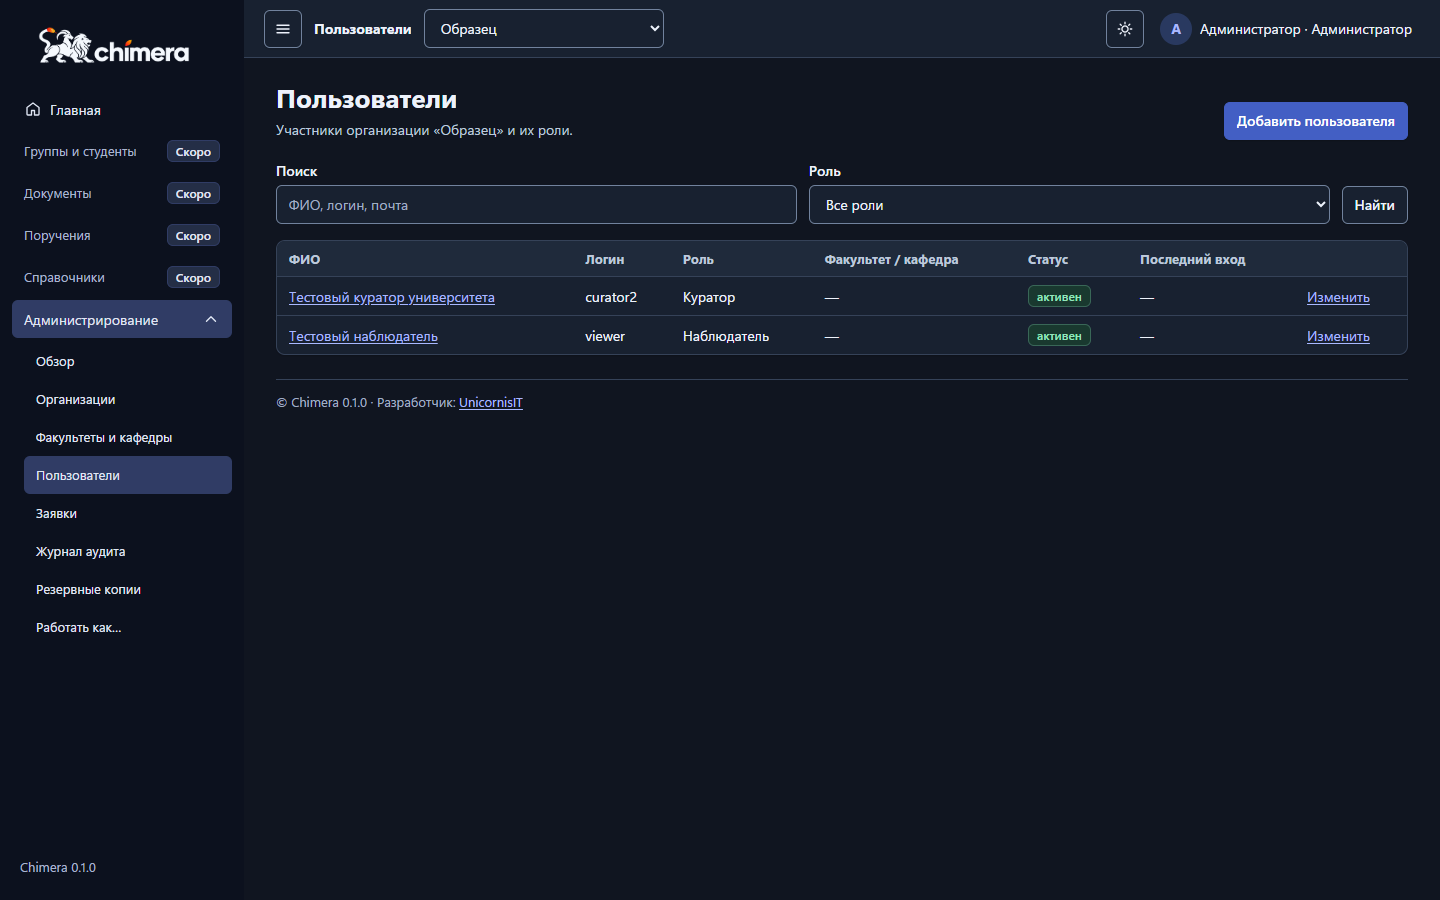 chimera
Пользователи
Образец
А
Администратор · Администратор
Главная
Группы и студенты
Скоро
Документы
Скоро
Поручения
Скоро
Справочники
Скоро
Администрирование
Обзор
Организации
Факультеты и кафедры
Пользователи
Заявки
Журнал аудита
Резервные копии
Работать как...
Chimera 0.1.0
Пользователи
Участники организации «Образец» и их роли.
Добавить пользователя
Поиск
Роль
ФИО, логин, почта
Все роли
Найти
ФИО Логин Роль Факультет / кафедра Статус Последний вход
Тестовый куратор университета curator2 Куратор — активен — Изменить
Тестовый наблюдатель viewer Наблюдатель — активен — Изменить
© Chimera 0.1.0 · Разработчик: UnicornisIT